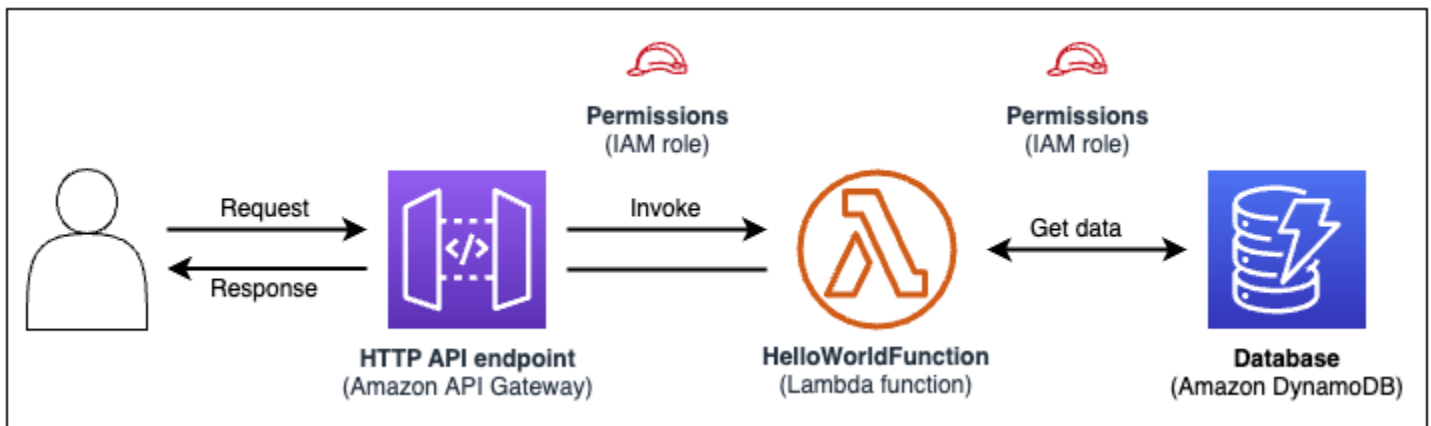 Permissions
(IAM role)
Permissions
(IAM role)
Request
Response
</>
Invoke
Get data
HTTP API endpoint
(Amazon API Gateway)
HelloWorldFunction
(Lambda function)
Database
(Amazon DynamoDB)